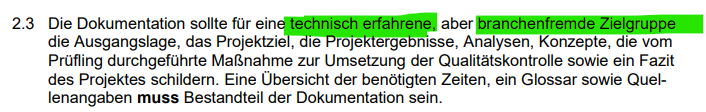 2.3 Die Dokumentation sollte für eine technisch erfahrene, aber branchenfremde Zielgruppe
die Ausgangslage, das Projektziel, die Projektergebnisse, Analysen, Konzepte, die vom
Prüfling durchgeführte Maßnahme zur Umsetzung der Qualitätskontrolle sowie ein Fazit
des Projektes schildern. Eine Übersicht der benötigten Zeiten, ein Glossar sowie Quel-
lenangaben muss Bestandteil der Dokumentation sein.